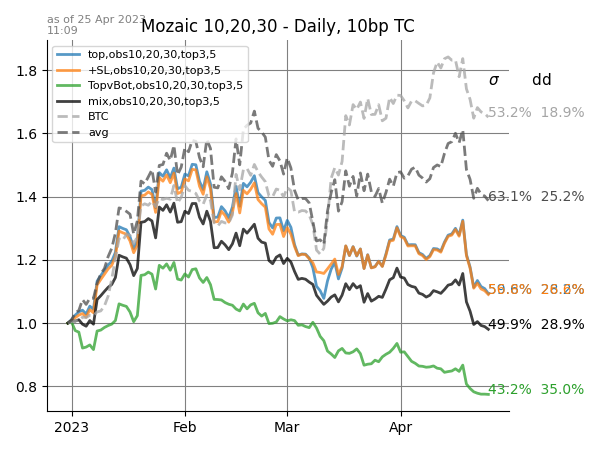 as of 25 Apr 2023
11:09
Mozaic 10,20,30 - Daily, 10bp TC
top,obs10,20,30,top3,5
+SL,obs10,20,30,top3,5
TopvBot,obs10,20,30,top3,5
mix,obs10,20,30,top3,5
BTC
avg
σ dd
53.2% 18.9%
63.1% 25.2%
49.9% 28.9%
43.2% 35.0%
1.8
1.6
1.4
1.2
1.0
0.8
2023 Feb Mar Apr